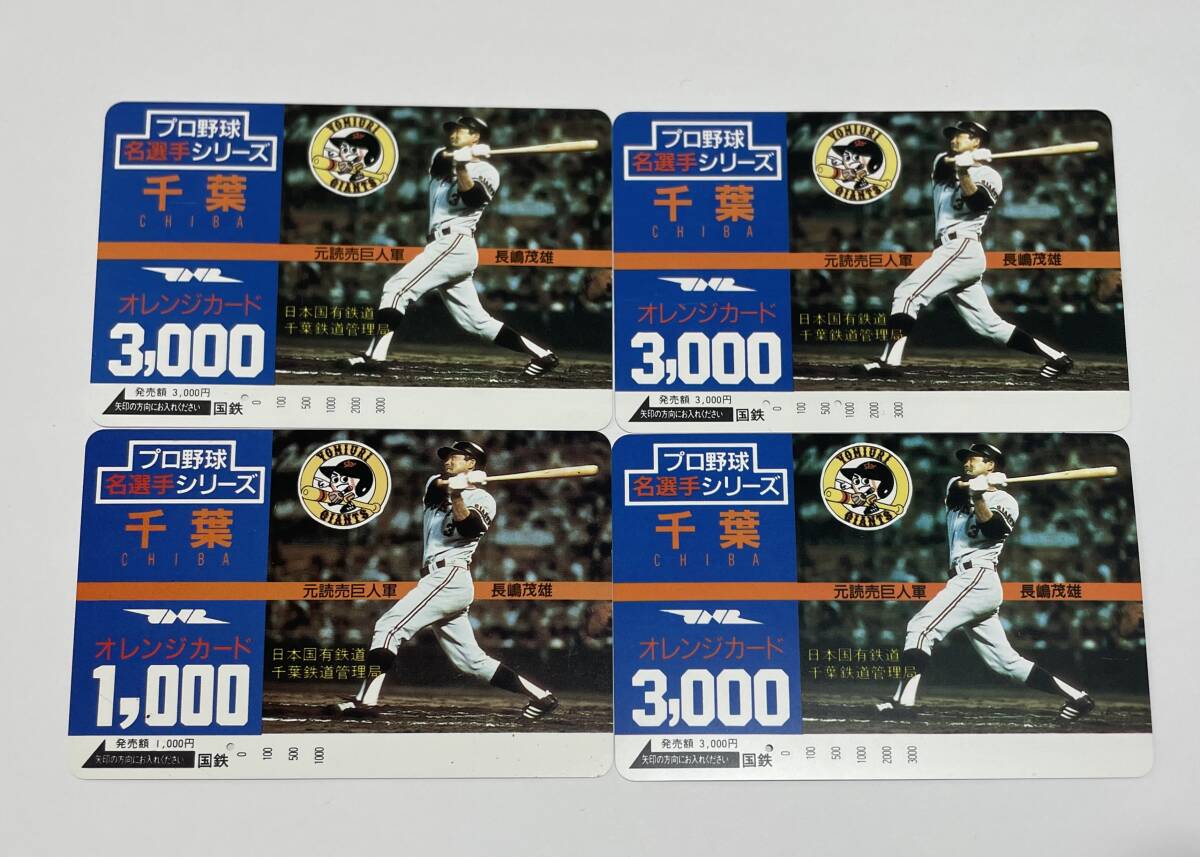 プロ野球
名選手シリーズ
千葉
CHIBA
YOMIURI
GIANTS
元読売巨人軍 長嶋茂雄
JNR
オレンジカード
3,000
日本国有鉄道
千葉鉄道管理局
発売額 3,000円
矢印の方向にお入れください 国鉄
0 100 500 1000 2000 3000
プロ野球
名選手シリーズ
千葉
CHIBA
YOMIURI
GIANTS
元読売巨人軍 長嶋茂雄
JNR
オレンジカード
3,000
日本国有鉄道
千葉鉄道管理局
発売額 3,000円
矢印の方向にお入れください 国鉄
0 100 500 1000 2000 3000
プロ野球
名選手シリーズ
千葉
CHIBA
YOMIURI
GIANTS
元読売巨人軍 長嶋茂雄
JNR
オレンジカード
1,000
日本国有鉄道
千葉鉄道管理局
発売額 1,000円
矢印の方向にお入れください 国鉄
0 100 500 1000
プロ野球
名選手シリーズ
千葉
CHIBA
YOMIURI
GIANTS
元読売巨人軍 長嶋茂雄
JNR
オレンジカード
3,000
日本国有鉄道
千葉鉄道管理局
発売額 3,000円
矢印の方向にお入れください 国鉄
0 100 500 1000 2000 3000